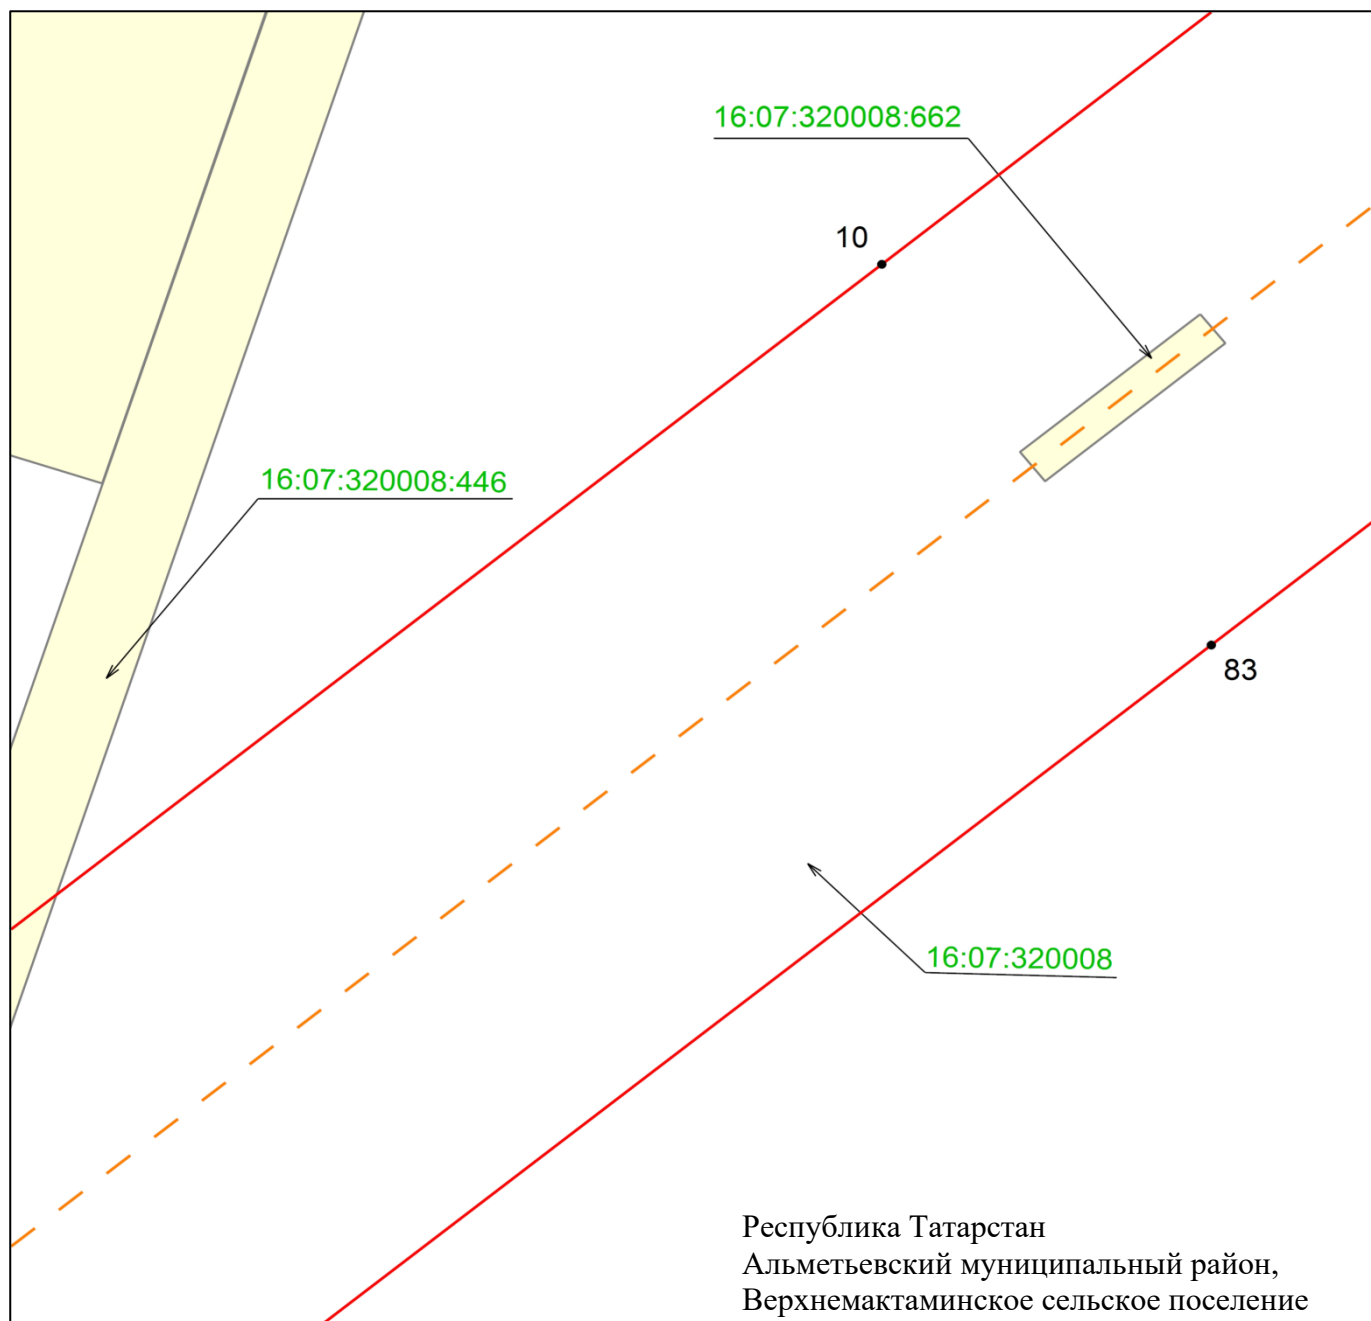 16:07:320008:662
10
16:07:320008:446
83
16:07:320008
Республика Татарстан
Альметьевский муниципальный район,
Верхнемактаминское сельское поселение